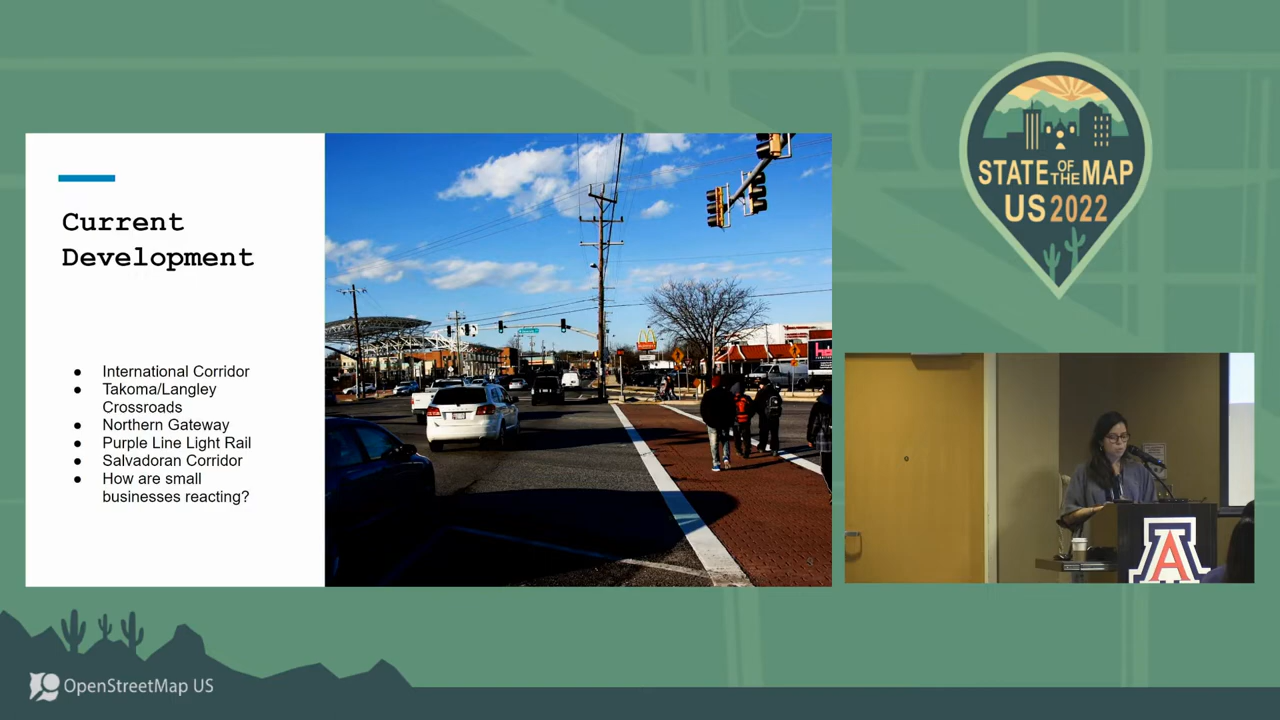 Current
Development
● International Corridor
● Takoma/Langley
Crossroads
● Northern Gateway
● Purple Line Light Rail
● Salvadoran Corridor
● How are small
businesses reacting?
STATE OF THE MAP
US 2022
A
OpenStreetMap US